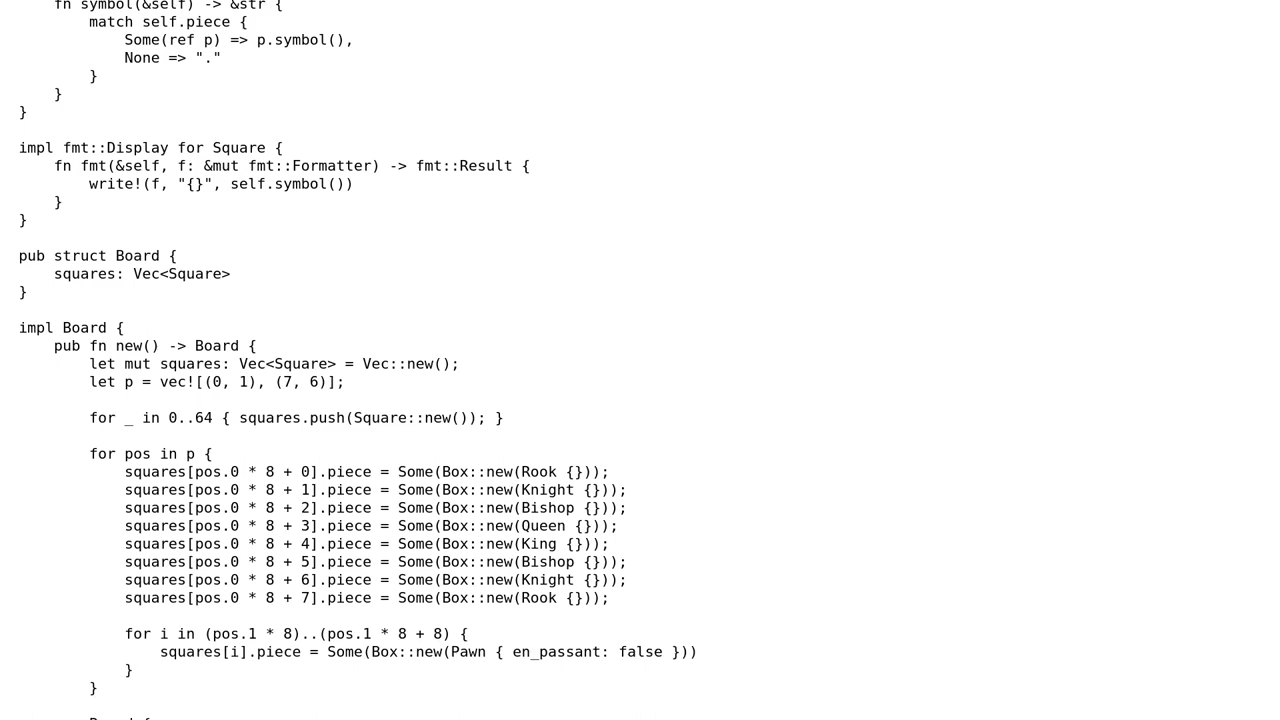 fn symbol(&self) -> &str {
        match self.piece {
            Some(ref p) => p.symbol(),
            None => "."
        }
    }
}

impl fmt::Display for Square {
    fn fmt(&self, f: &mut fmt::Formatter) -> fmt::Result {
        write!(f, "{}", self.symbol())
    }
}

pub struct Board {
    squares: Vec<Square>
}

impl Board {
    pub fn new() -> Board {
        let mut squares: Vec<Square> = Vec::new();
        let p = vec![(0, 1), (7, 6)];

        for _ in 0..64 { squares.push(Square::new()); }

        for pos in p {
            squares[pos.0 * 8 + 0].piece = Some(Box::new(Rook {}));
            squares[pos.0 * 8 + 1].piece = Some(Box::new(Knight {}));
            squares[pos.0 * 8 + 2].piece = Some(Box::new(Bishop {}));
            squares[pos.0 * 8 + 3].piece = Some(Box::new(Queen {}));
            squares[pos.0 * 8 + 4].piece = Some(Box::new(King {}));
            squares[pos.0 * 8 + 5].piece = Some(Box::new(Bishop {}));
            squares[pos.0 * 8 + 6].piece = Some(Box::new(Knight {}));
            squares[pos.0 * 8 + 7].piece = Some(Box::new(Rook {}));

            for i in (pos.1 * 8)..(pos.1 * 8 + 8) {
                squares[i].piece = Some(Box::new(Pawn { en_passant: false }))
            }
        }

        Board {